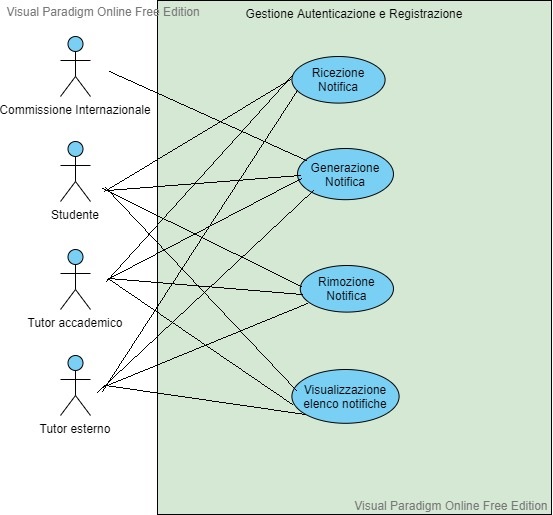 Visual Paradigm Online Free Edition
Gestione Autenticazione e Registrazione
Commissione Internazionale
Studente
Tutor accademico
Tutor esterno
Ricezione
Notifica
Generazione
Notifica
Rimozione
Notifica
Visualizzazione
elenco notifiche
Visual Paradigm Online Free Edition